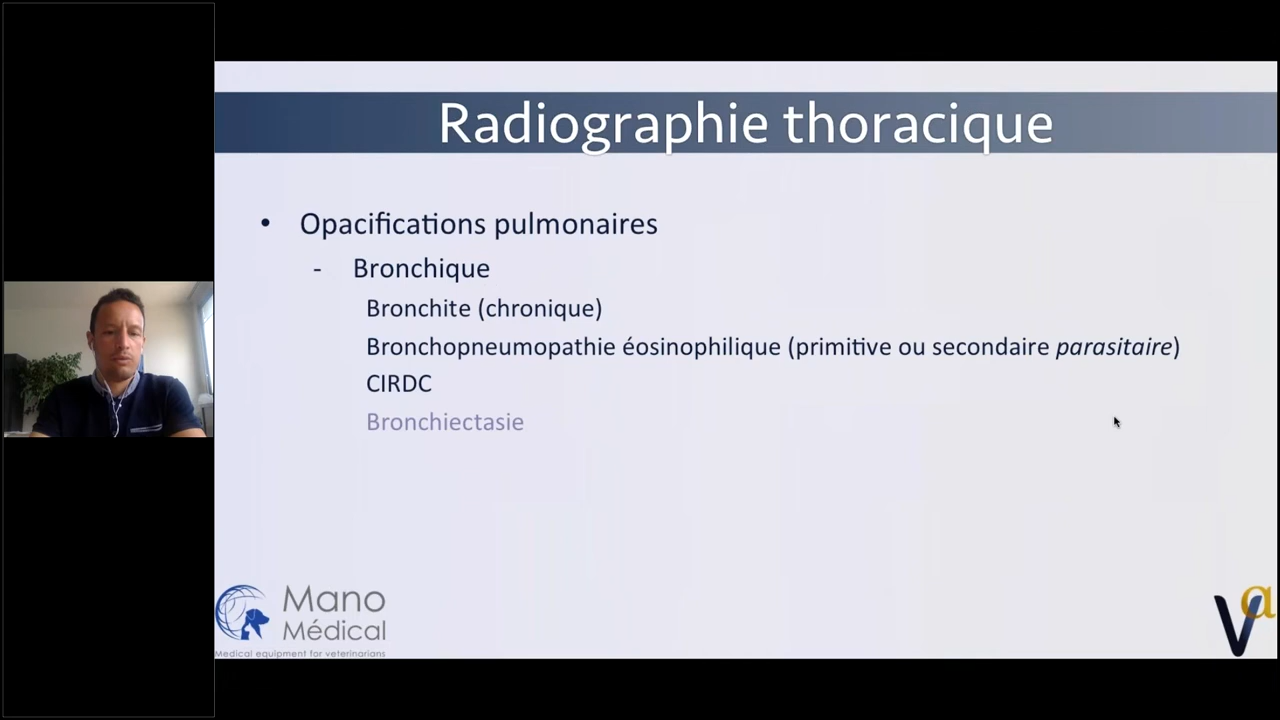 Radiographie thoracique
• Opacifications pulmonaires
- Bronchique
Bronchite (chronique)
Bronchopneumopathie éosinophilique (primitive ou secondaire parasitaire)
CIRDC
Bronchiectasie
Mano
Médical
Medical equipment for veterinarians
V@